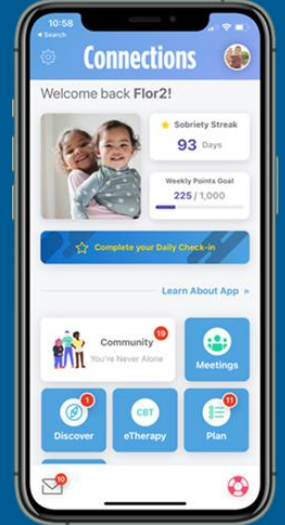 10:58
Search
Connections
Welcome back Flor2!
Sobriety Streak
93 Days
Weekly Points Goal
225 / 1,000
Complete your Daily Check-in
Learn About App »
Community
19
You're Never Alone
Meetings
1
Discover
CBT
eTherapy
11
Plan
10